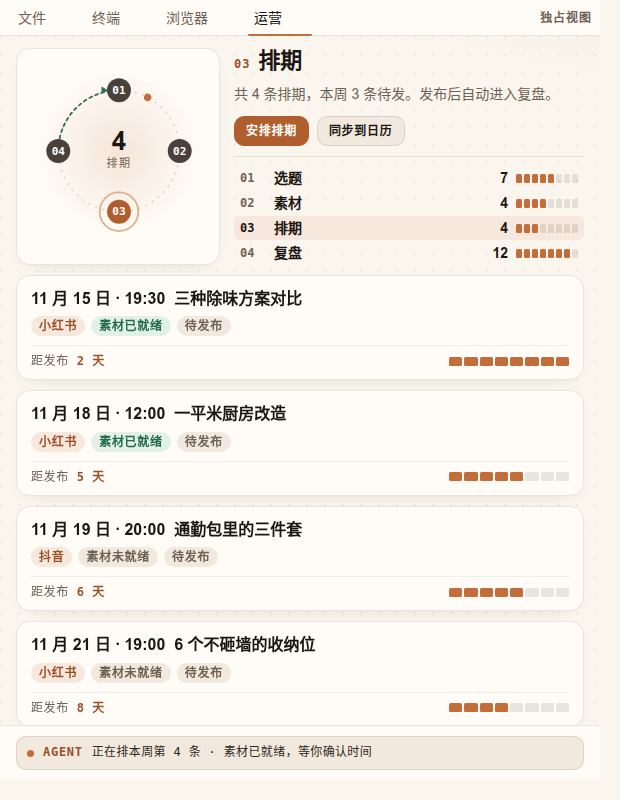 文件 终端 浏览器 运营 独占视图
01
04 4 02
排期
03
03 排期
共 4 条排期，本周 3 条待发。发布后自动进入复盘。
安排排期 同步到日历
01 选题 7
02 素材 4
03 排期 4
04 复盘 12
11 月 15 日 · 19:30 三种除味方案对比
小红书 素材已就绪 待发布
距发布 2 天
11 月 18 日 · 12:00 一平米厨房改造
小红书 素材已就绪 待发布
距发布 5 天
11 月 19 日 · 20:00 通勤包里的三件套
抖音 素材未就绪 待发布
距发布 6 天
11 月 21 日 · 19:00 6 个不砸墙的收纳位
小红书 素材未就绪 待发布
距发布 8 天
AGENT 正在排本周第 4 条 · 素材已就绪，等你确认时间